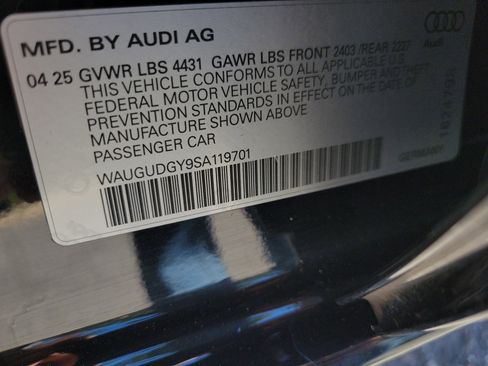 MFD. BY AUDI AG
Audi
04 25 GVWR LBS 4431 GAWR LBS FRONT 2403 /REAR 2227
THIS VEHICLE CONFORMS TO ALL APPLICABLE U.S.
FEDERAL MOTOR VEHICLE SAFETY, BUMPER AND THEFT
PREVENTION STANDARDS IN EFFECT ON THE DATE OF
MANUFACTURE SHOWN ABOVE
PASSENGER CAR
WAUGUDGY9SA119701
GERMANY